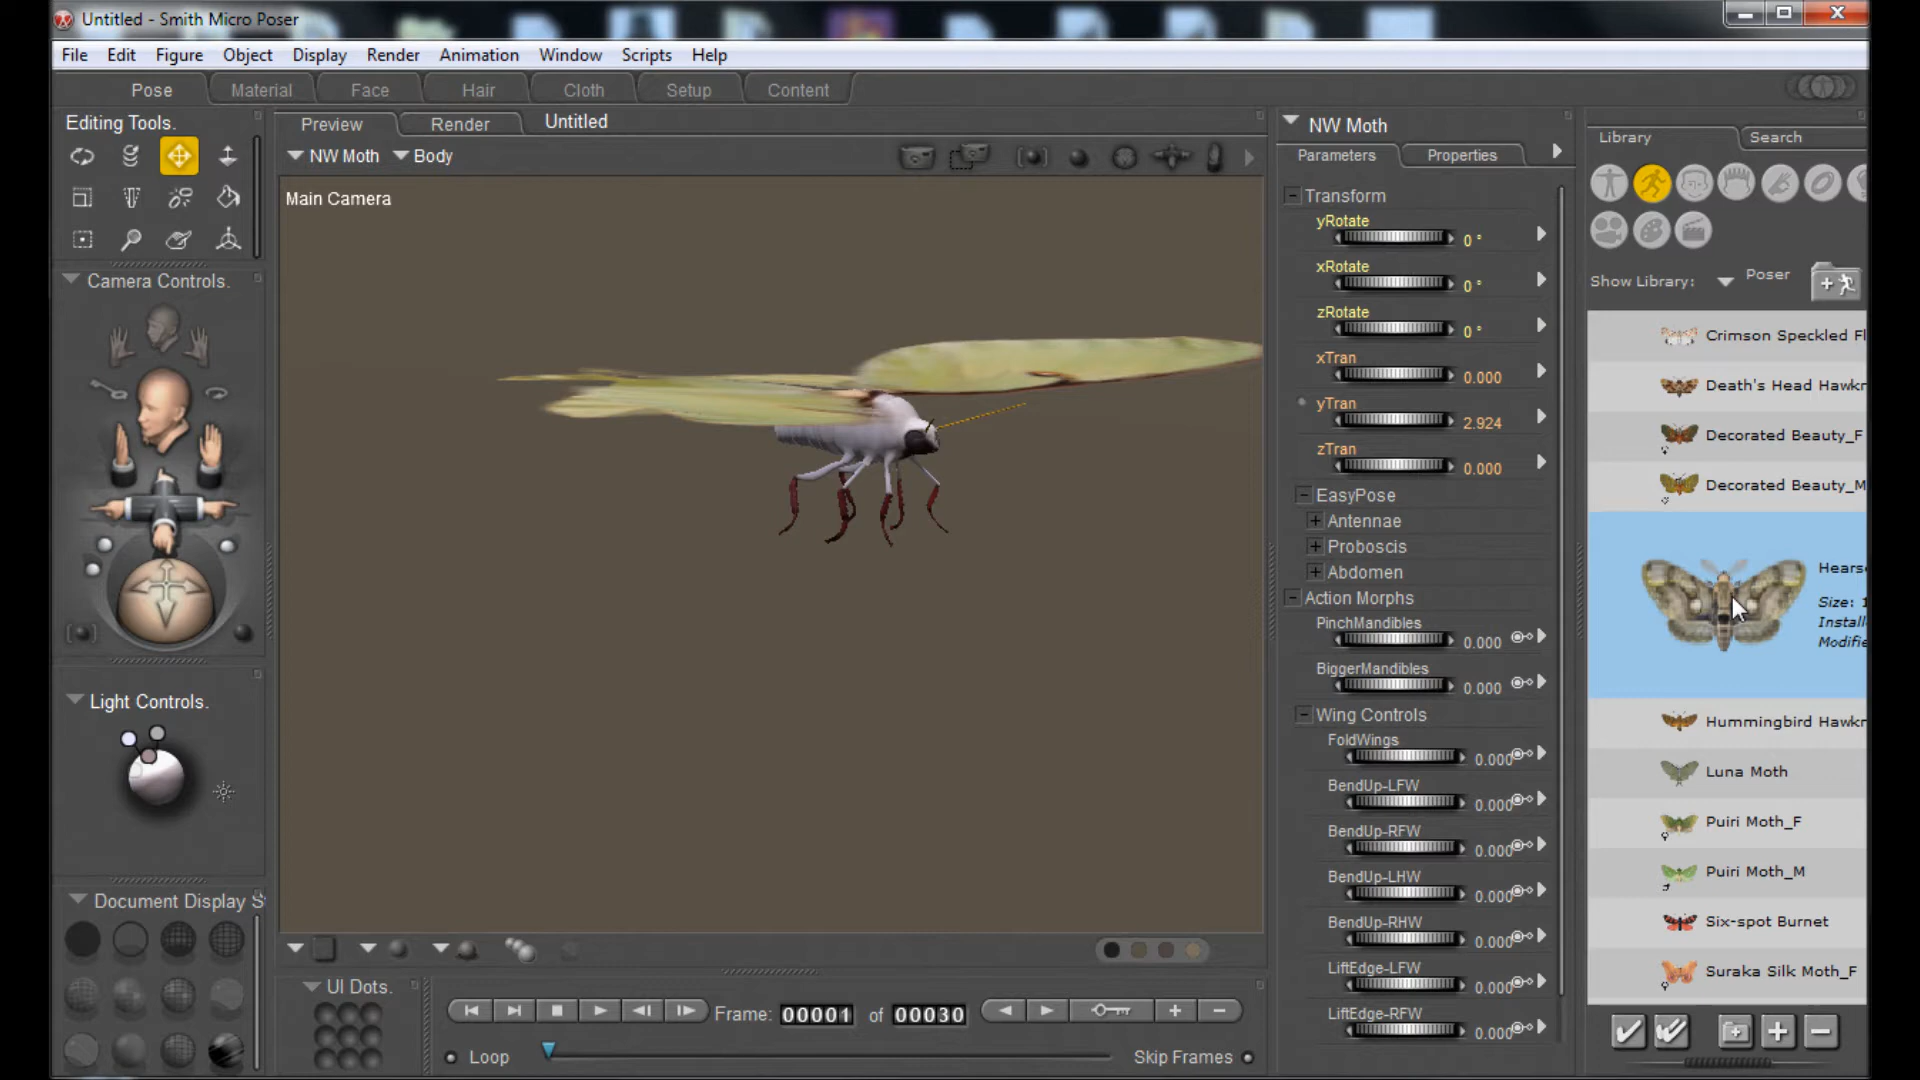 Untitled - Smith Micro Poser
File Edit Figure Object Display Render Animation Window Scripts Help
Pose Material Face Hair Cloth Setup Content
Editing Tools.
Preview Render Untitled
NW Moth Body
Main Camera
Camera Controls.
Light Controls.
Document Display S
UI Dots.
Frame: 00001 of 00030
Loop Skip Frames
NW Moth
Parameters Properties
Transform
yRotate
0 °
xRotate
0 °
zRotate
0 °
xTran
0.000
yTran
2.924
zTran
0.000
EasyPose
Antennae
Proboscis
Abdomen
Action Morphs
PinchMandibles
0.000
BiggerMandibles
0.000
Wing Controls
FoldWings
0.000
BendUp-LFW
0.000
BendUp-RFW
0.000
BendUp-LHW
0.000
BendUp-RHW
0.000
LiftEdge-LFW
0.000
LiftEdge-RFW
0.000
Library Search
Show Library: Poser
Crimson Speckled Fl
Death's Head Hawkm
Decorated Beauty_F
Decorated Beauty_M
Hearse
Size: 1
Install
Modifie
Hummingbird Hawkm
Luna Moth
Puiri Moth_F
Puiri Moth_M
Six-spot Burnet
Suraka Silk Moth_F